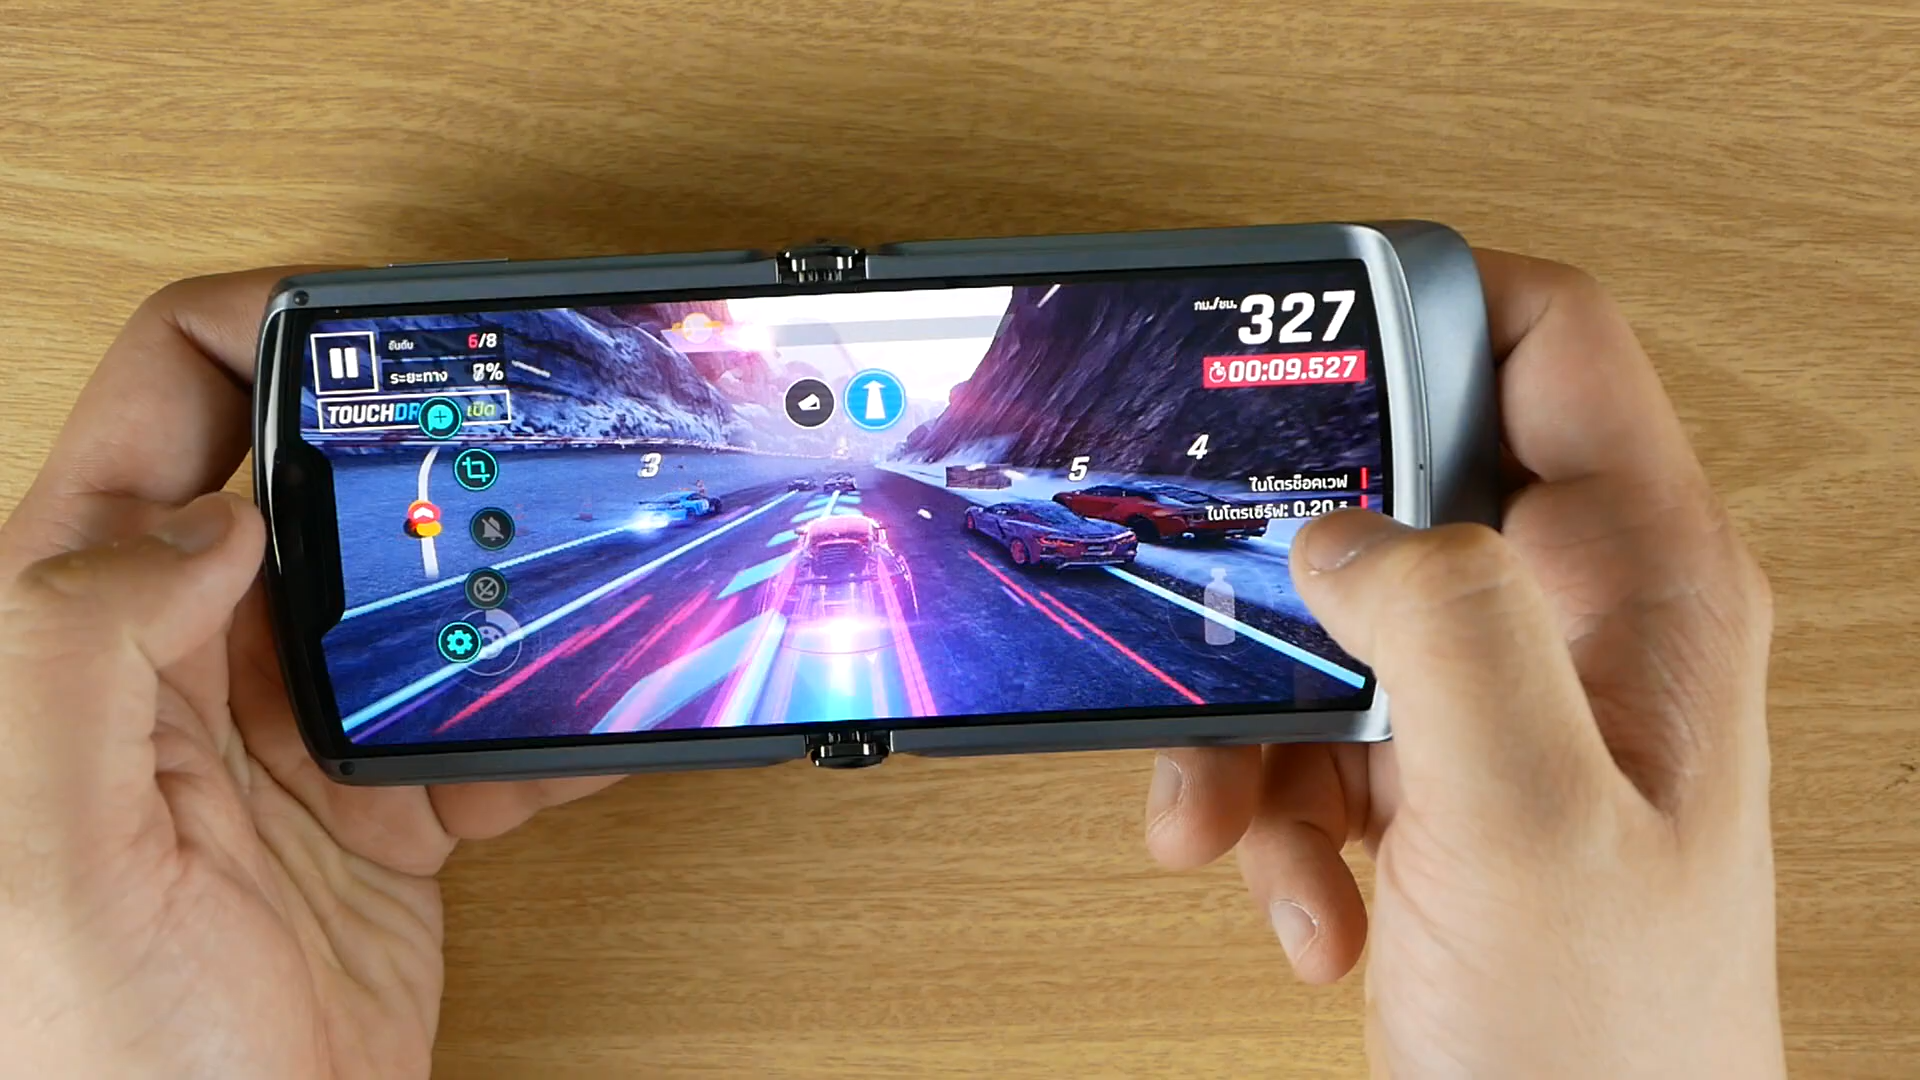 อันดับ 6/8
ระยะทาง %
TOUCHDR เปิด
กม./ชม. 327
00:09.527
3
5
4
ไนโตรช็อคเวฟ
ไนโตรเซิร์ฟ: 0.20